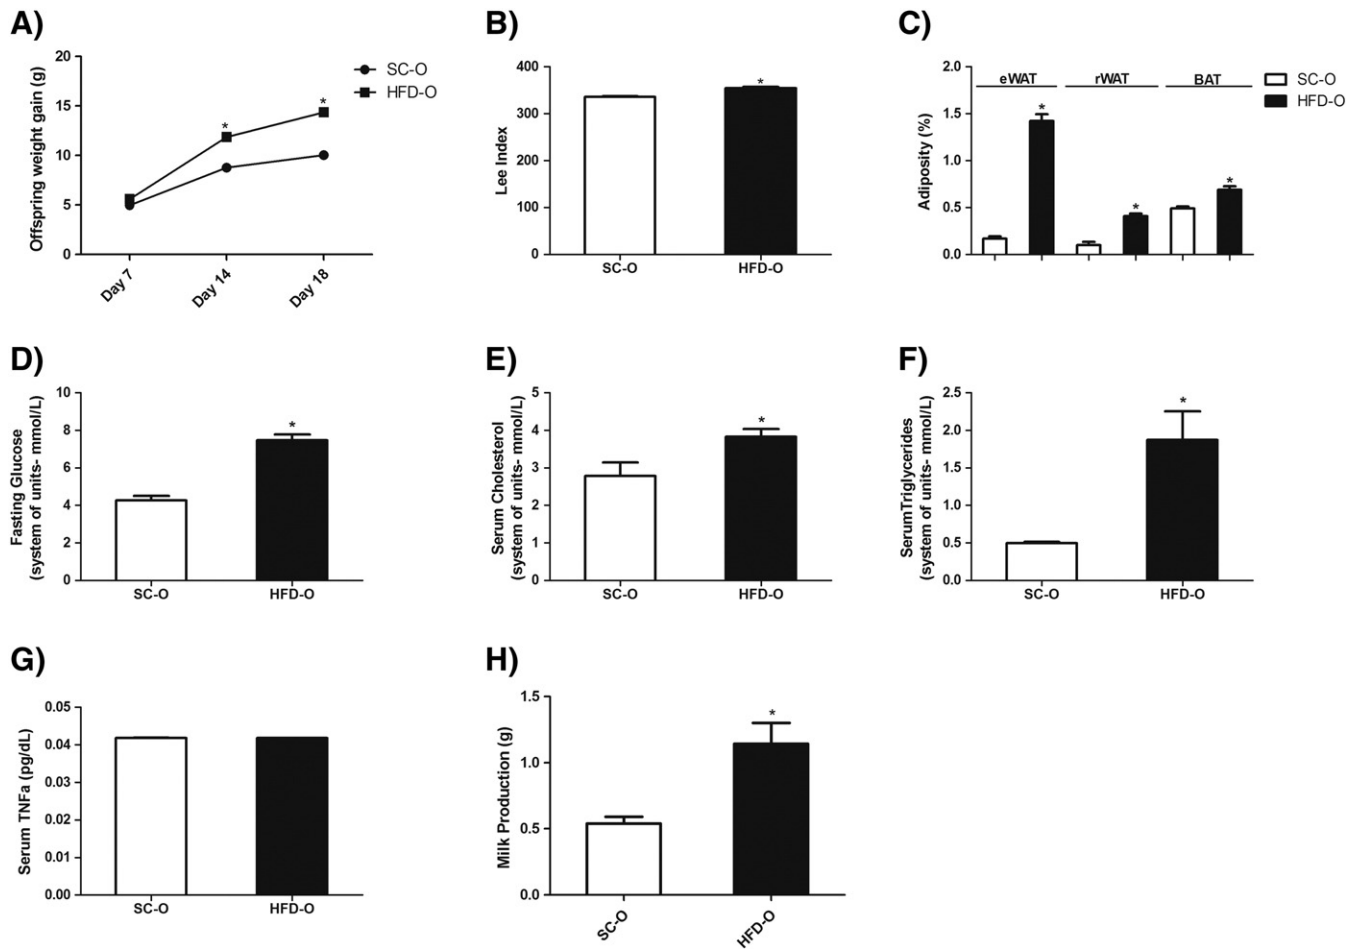 A)
Offspring weight gain (g)
20
15
10
5
0
*
*
Day 7
Day 14
Day 18
SC-O
HFD-O
B)
Lee Index
400
300
200
100
0
*
SC-O
HFD-O
C)
Adiposity (%)
2.0
1.5
1.0
0.5
0.0
eWAT
rWAT
BAT
*
*
*
SC-O
HFD-O
D)
Fasting Glucose
(system of units- mmol/L)
10
8
6
4
2
0
*
SC-O
HFD-O
E)
Serum Cholesterol
(system of units- mmol/L)
5
4
3
2
1
0
*
SC-O
HFD-O
F)
SerumTriglycerides
(system of units- mmol/L)
2.5
2.0
1.5
1.0
0.5
0.0
*
SC-O
HFD-O
G)
Serum TNFa (pg/dL)
0.05
0.04
0.03
0.02
0.01
0.00
SC-O
HFD-O
H)
Milk Production (g)
1.5
1.0
0.5
0.0
*
SC-O
HFD-O